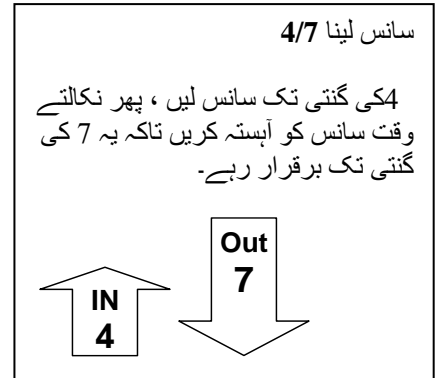 سانس لینا 4/7
4کی گنتی تک سانس لیں ، پھر نکالتے
وقت سانس کو آہستہ کریں تاکہ یہ 7 کی
گنتی تک برقرار رہے۔
Out
7
IN
4